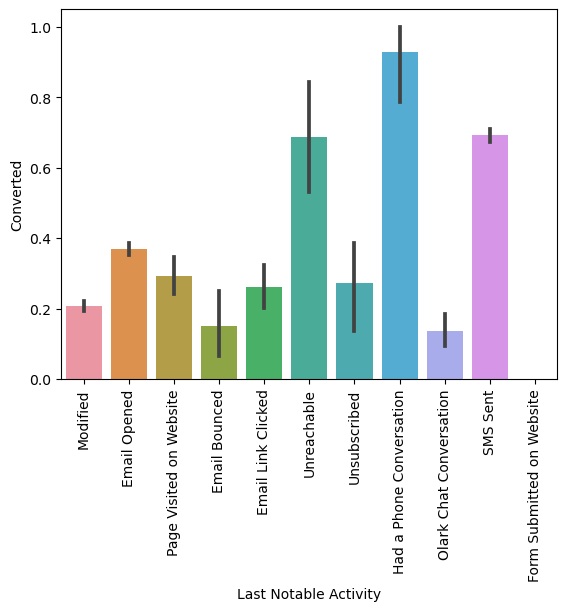 1.0
0.8
0.6
0.4
0.2
0.0
Converted
Modified
Email Opened
Page Visited on Website
Email Bounced
Email Link Clicked
Unreachable
Unsubscribed
Had a Phone Conversation
Olark Chat Conversation
SMS Sent
Form Submitted on Website
Last Notable Activity